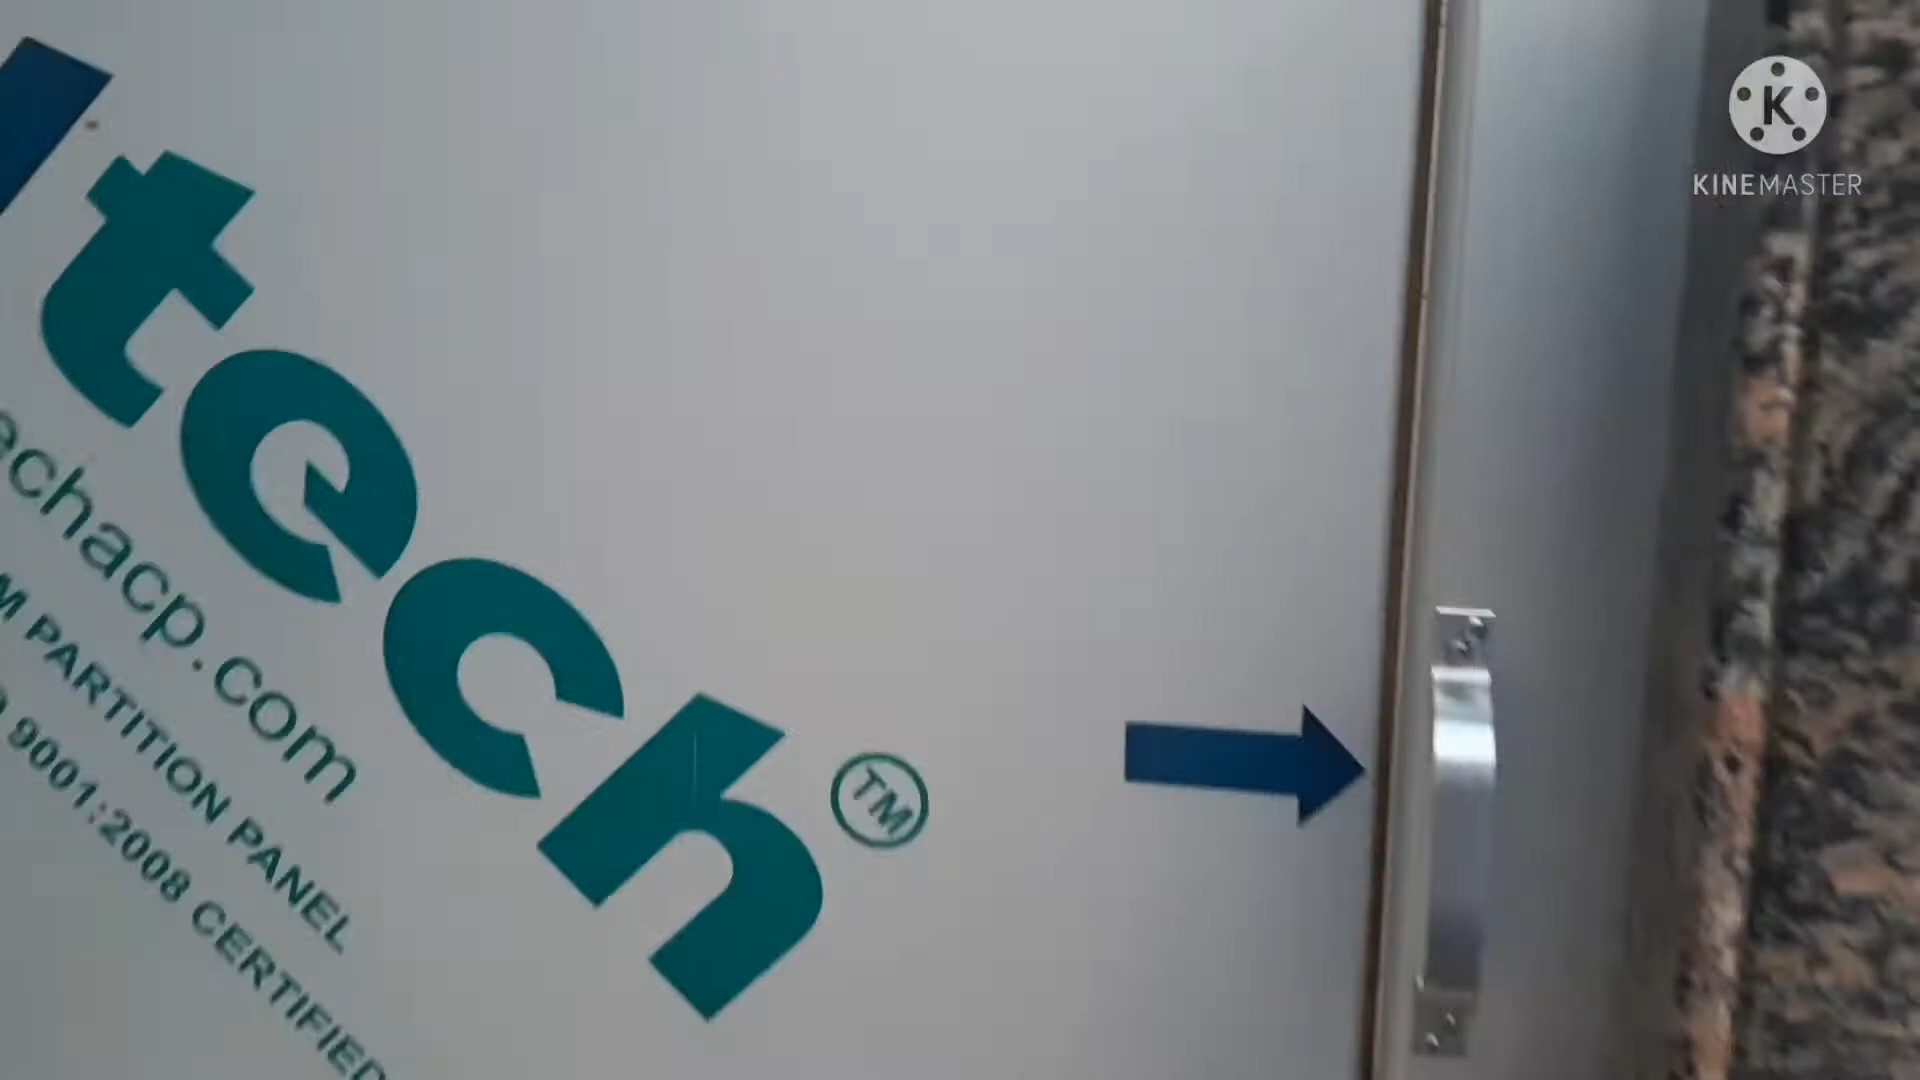 tech
TM
echacp.com
M PARTITION PANEL
9001:2008 CERTIFIED
K
KINEMASTER